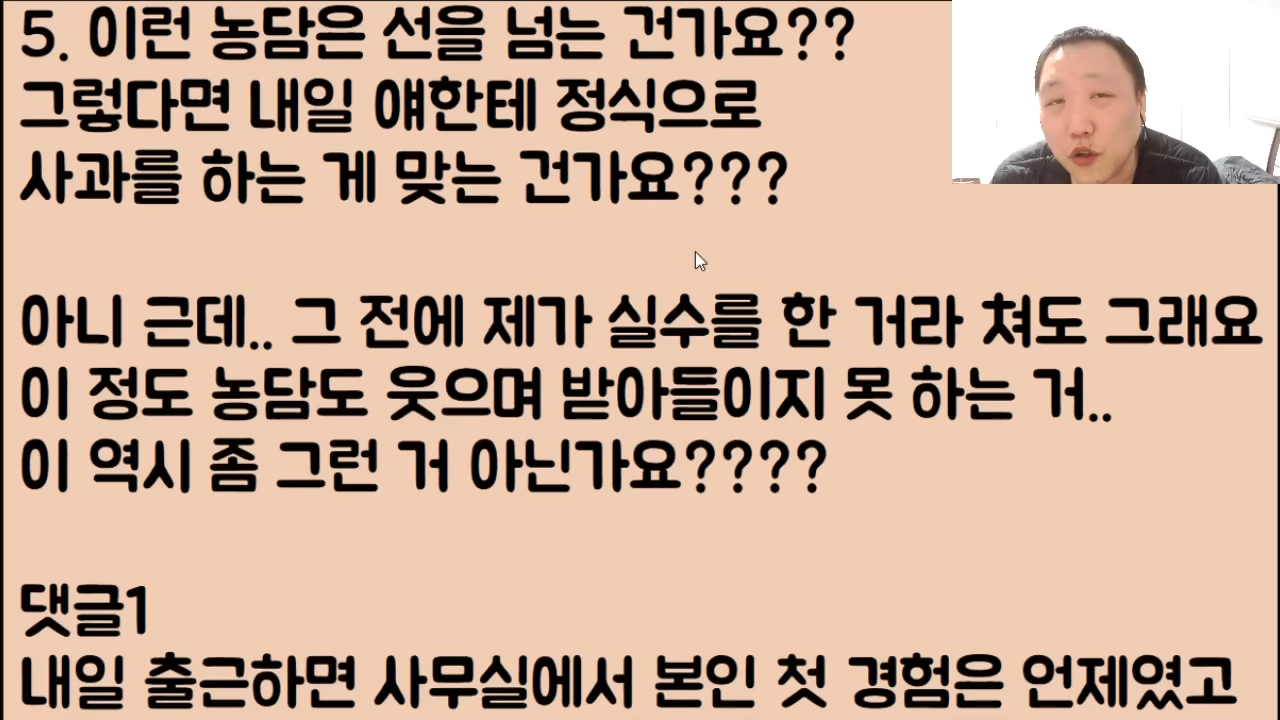 5. 이런 농담은 선을 넘는 건가요??
그렇다면 내일 얘한테 정식으로
사과를 하는 게 맞는 건가요???
아니 근데.. 그 전에 제가 실수를 한 거라 쳐도 그래요
이 정도 농담도 웃으며 받아들이지 못 하는 거..
이 역시 좀 그런 거 아닌가요????
댓글1
내일 출근하면 사무실에서 본인 첫 경험은 언제였고